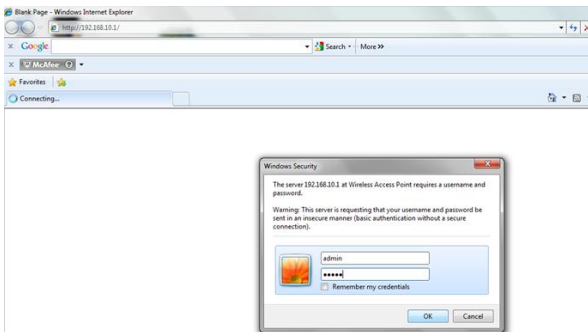 Blank Page - Windows Internet Explorer
http://192.168.10.1/
x Google Search More >>
x McAfee
Favorites
Connecting...
Windows Security
The server 192.168.10.1 at Wireless Access Point requires a username and
password.
Warning: This server is requesting that your username and password be
sent in an insecure manner (basic authentication without a secure
connection).
admin
•••••
Remember my credentials
OK Cancel